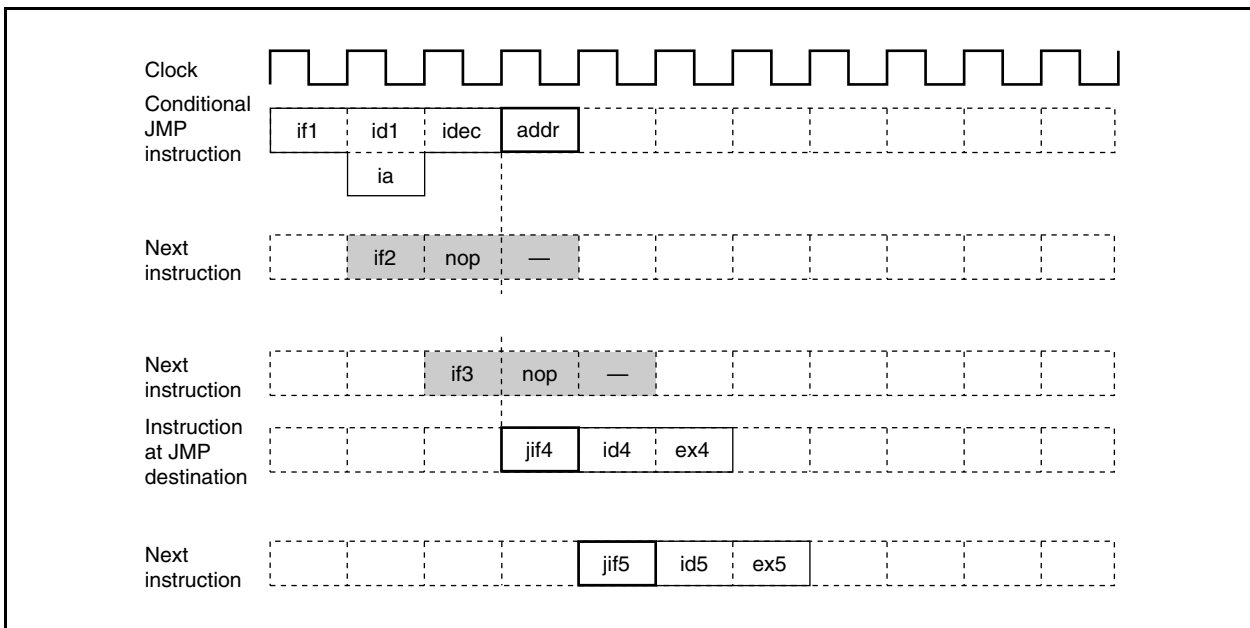 Clock
Conditional
JMP
instruction
if1 id1 idec addr
ia
Next
instruction
if2 nop —
Next
instruction
if3 nop —
Instruction
at JMP
destination
jif4 id4 ex4
Next
instruction
jif5 id5 ex5